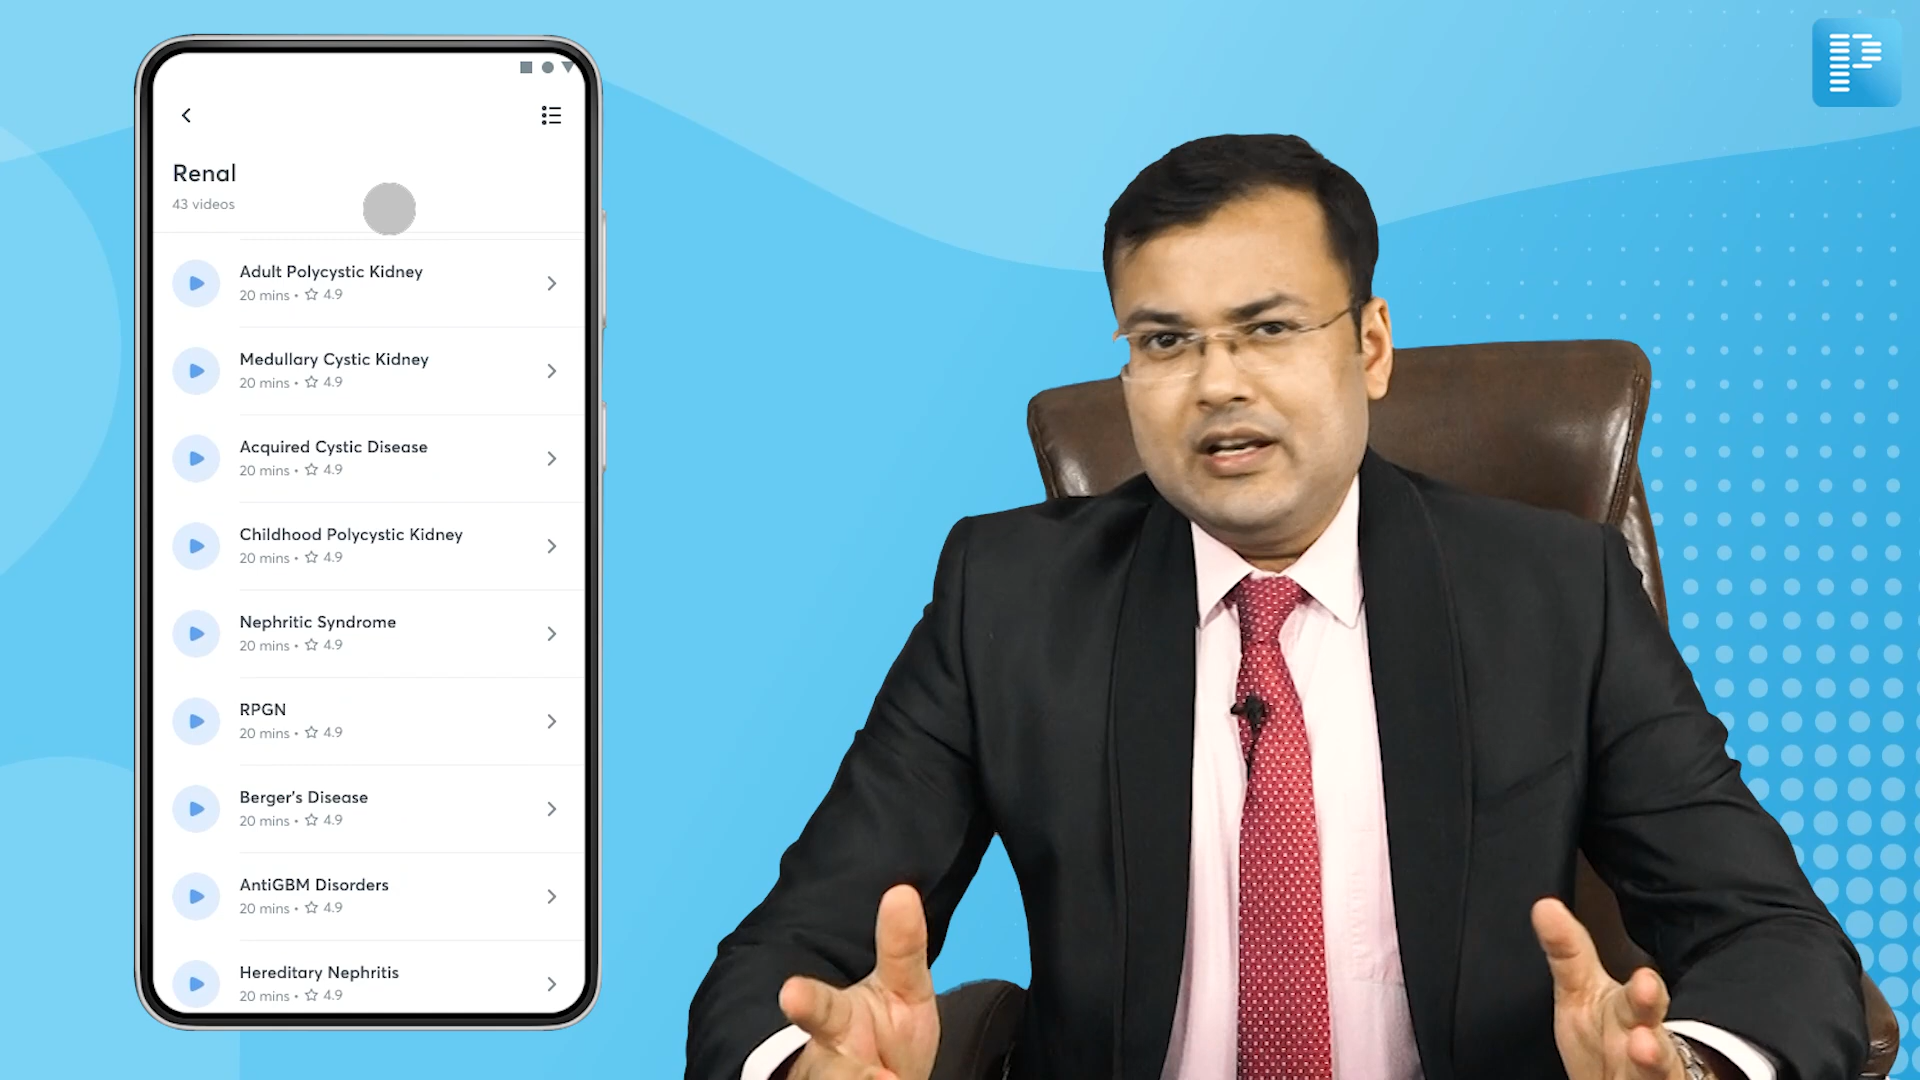 Renal
43 videos
Adult Polycystic Kidney
20 mins • ☆ 4.9
Medullary Cystic Kidney
20 mins • ☆ 4.9
Acquired Cystic Disease
20 mins • ☆ 4.9
Childhood Polycystic Kidney
20 mins • ☆ 4.9
Nephritic Syndrome
20 mins • ☆ 4.9
RPGN
20 mins • ☆ 4.9
Berger's Disease
20 mins • ☆ 4.9
AntiGBM Disorders
20 mins • ☆ 4.9
Hereditary Nephritis
20 mins • ☆ 4.9
P